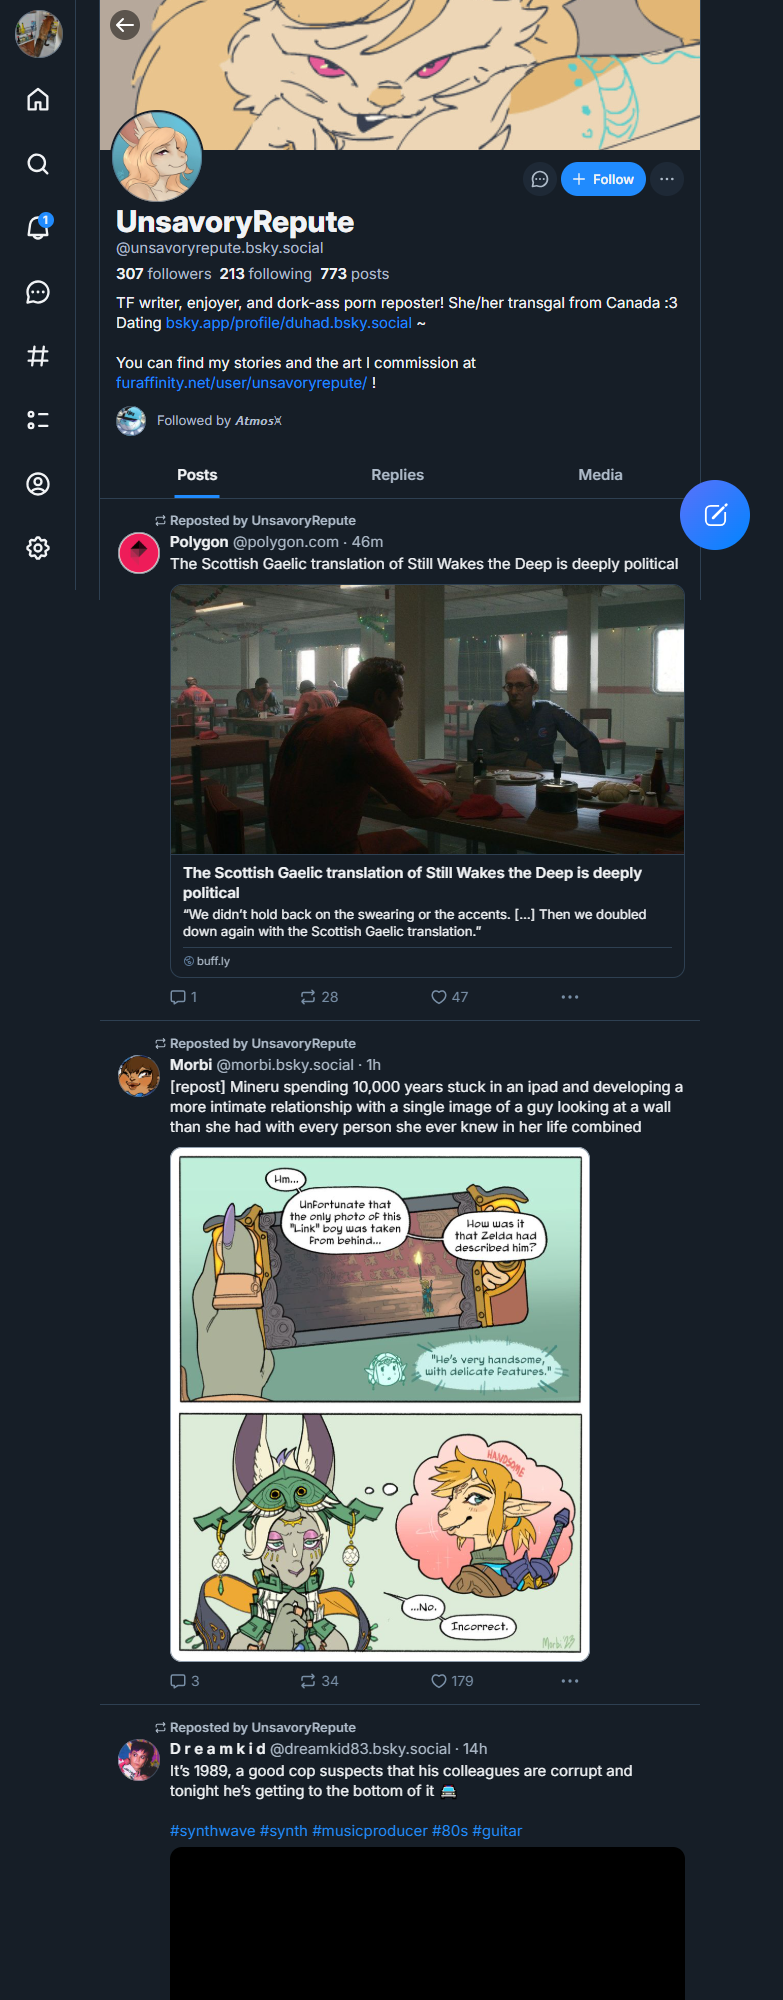 1
Follow
UnsavoryRepute
@unsavoryrepute.bsky.social
307 followers 213 following 773 posts
TF writer, enjoyer, and dork-ass porn reposter! She/her transgal from Canada :3
Dating bsky.app/profile/duhad.bsky.social ~
You can find my stories and the art I commission at
furaffinity.net/user/unsavoryrepute/ !
Followed by Atmos
Posts Replies Media
Reposted by UnsavoryRepute
Polygon @polygon.com · 46m
The Scottish Gaelic translation of Still Wakes the Deep is deeply political
The Scottish Gaelic translation of Still Wakes the Deep is deeply
political
“We didn’t hold back on the swearing or the accents. [...] Then we doubled
down again with the Scottish Gaelic translation.”
buff.ly
1 28 47
Reposted by UnsavoryRepute
Morbi @morbi.bsky.social · 1h
[repost] Mineru spending 10,000 years stuck in an ipad and developing a
more intimate relationship with a single image of a guy looking at a wall
than she had with every person she ever knew in her life combined
Hm...
Unfortunate that
the only photo of this
"Link" boy was taken
from behind...
How was it
that Zelda had
described him?
"He's very handsome,
with delicate features."
HANDSOME
...No.
Incorrect.
Morbi '23
3 34 179
Reposted by UnsavoryRepute
D r e a m k i d @dreamkid83.bsky.social · 14h
It’s 1989, a good cop suspects that his colleagues are corrupt and
tonight he’s getting to the bottom of it 🚔
#synthwave #synth #musicproducer #80s #guitar